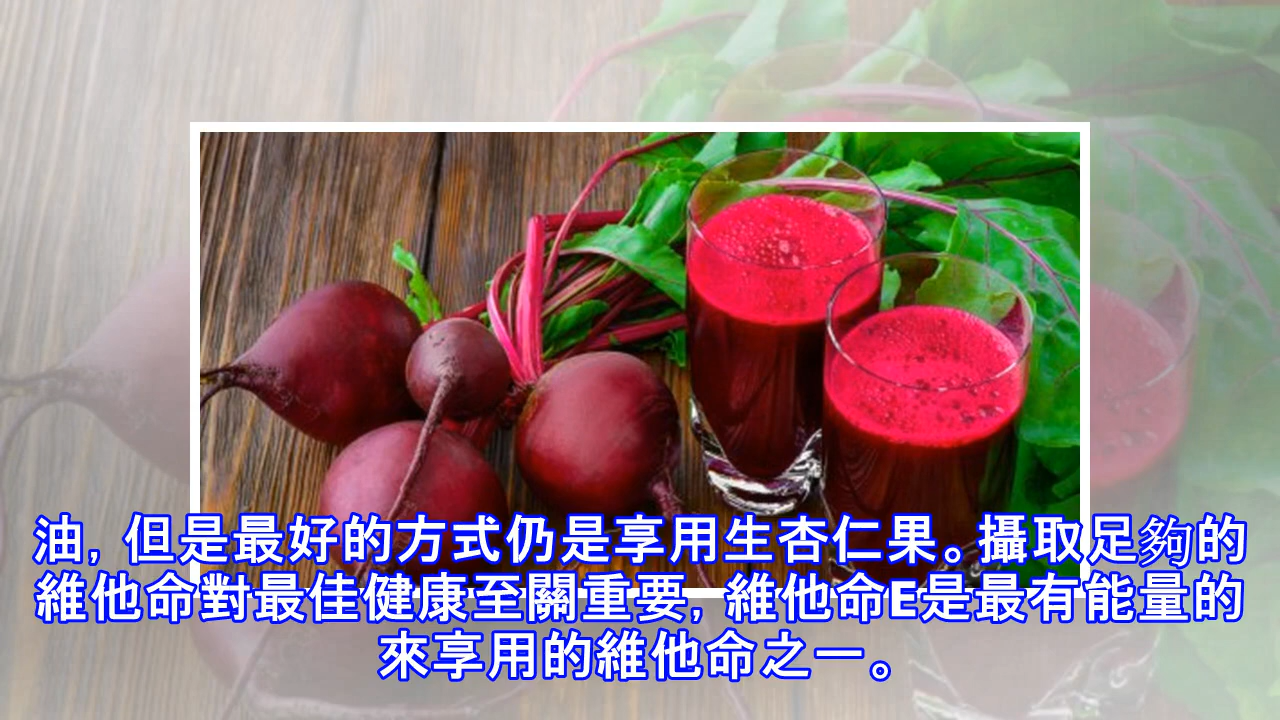 油, 但是最好的方式仍是享用生杏仁果。攝取足夠的
維他命對最佳健康至關重要, 維他命E是最有能量的
來享用的維他命之一。